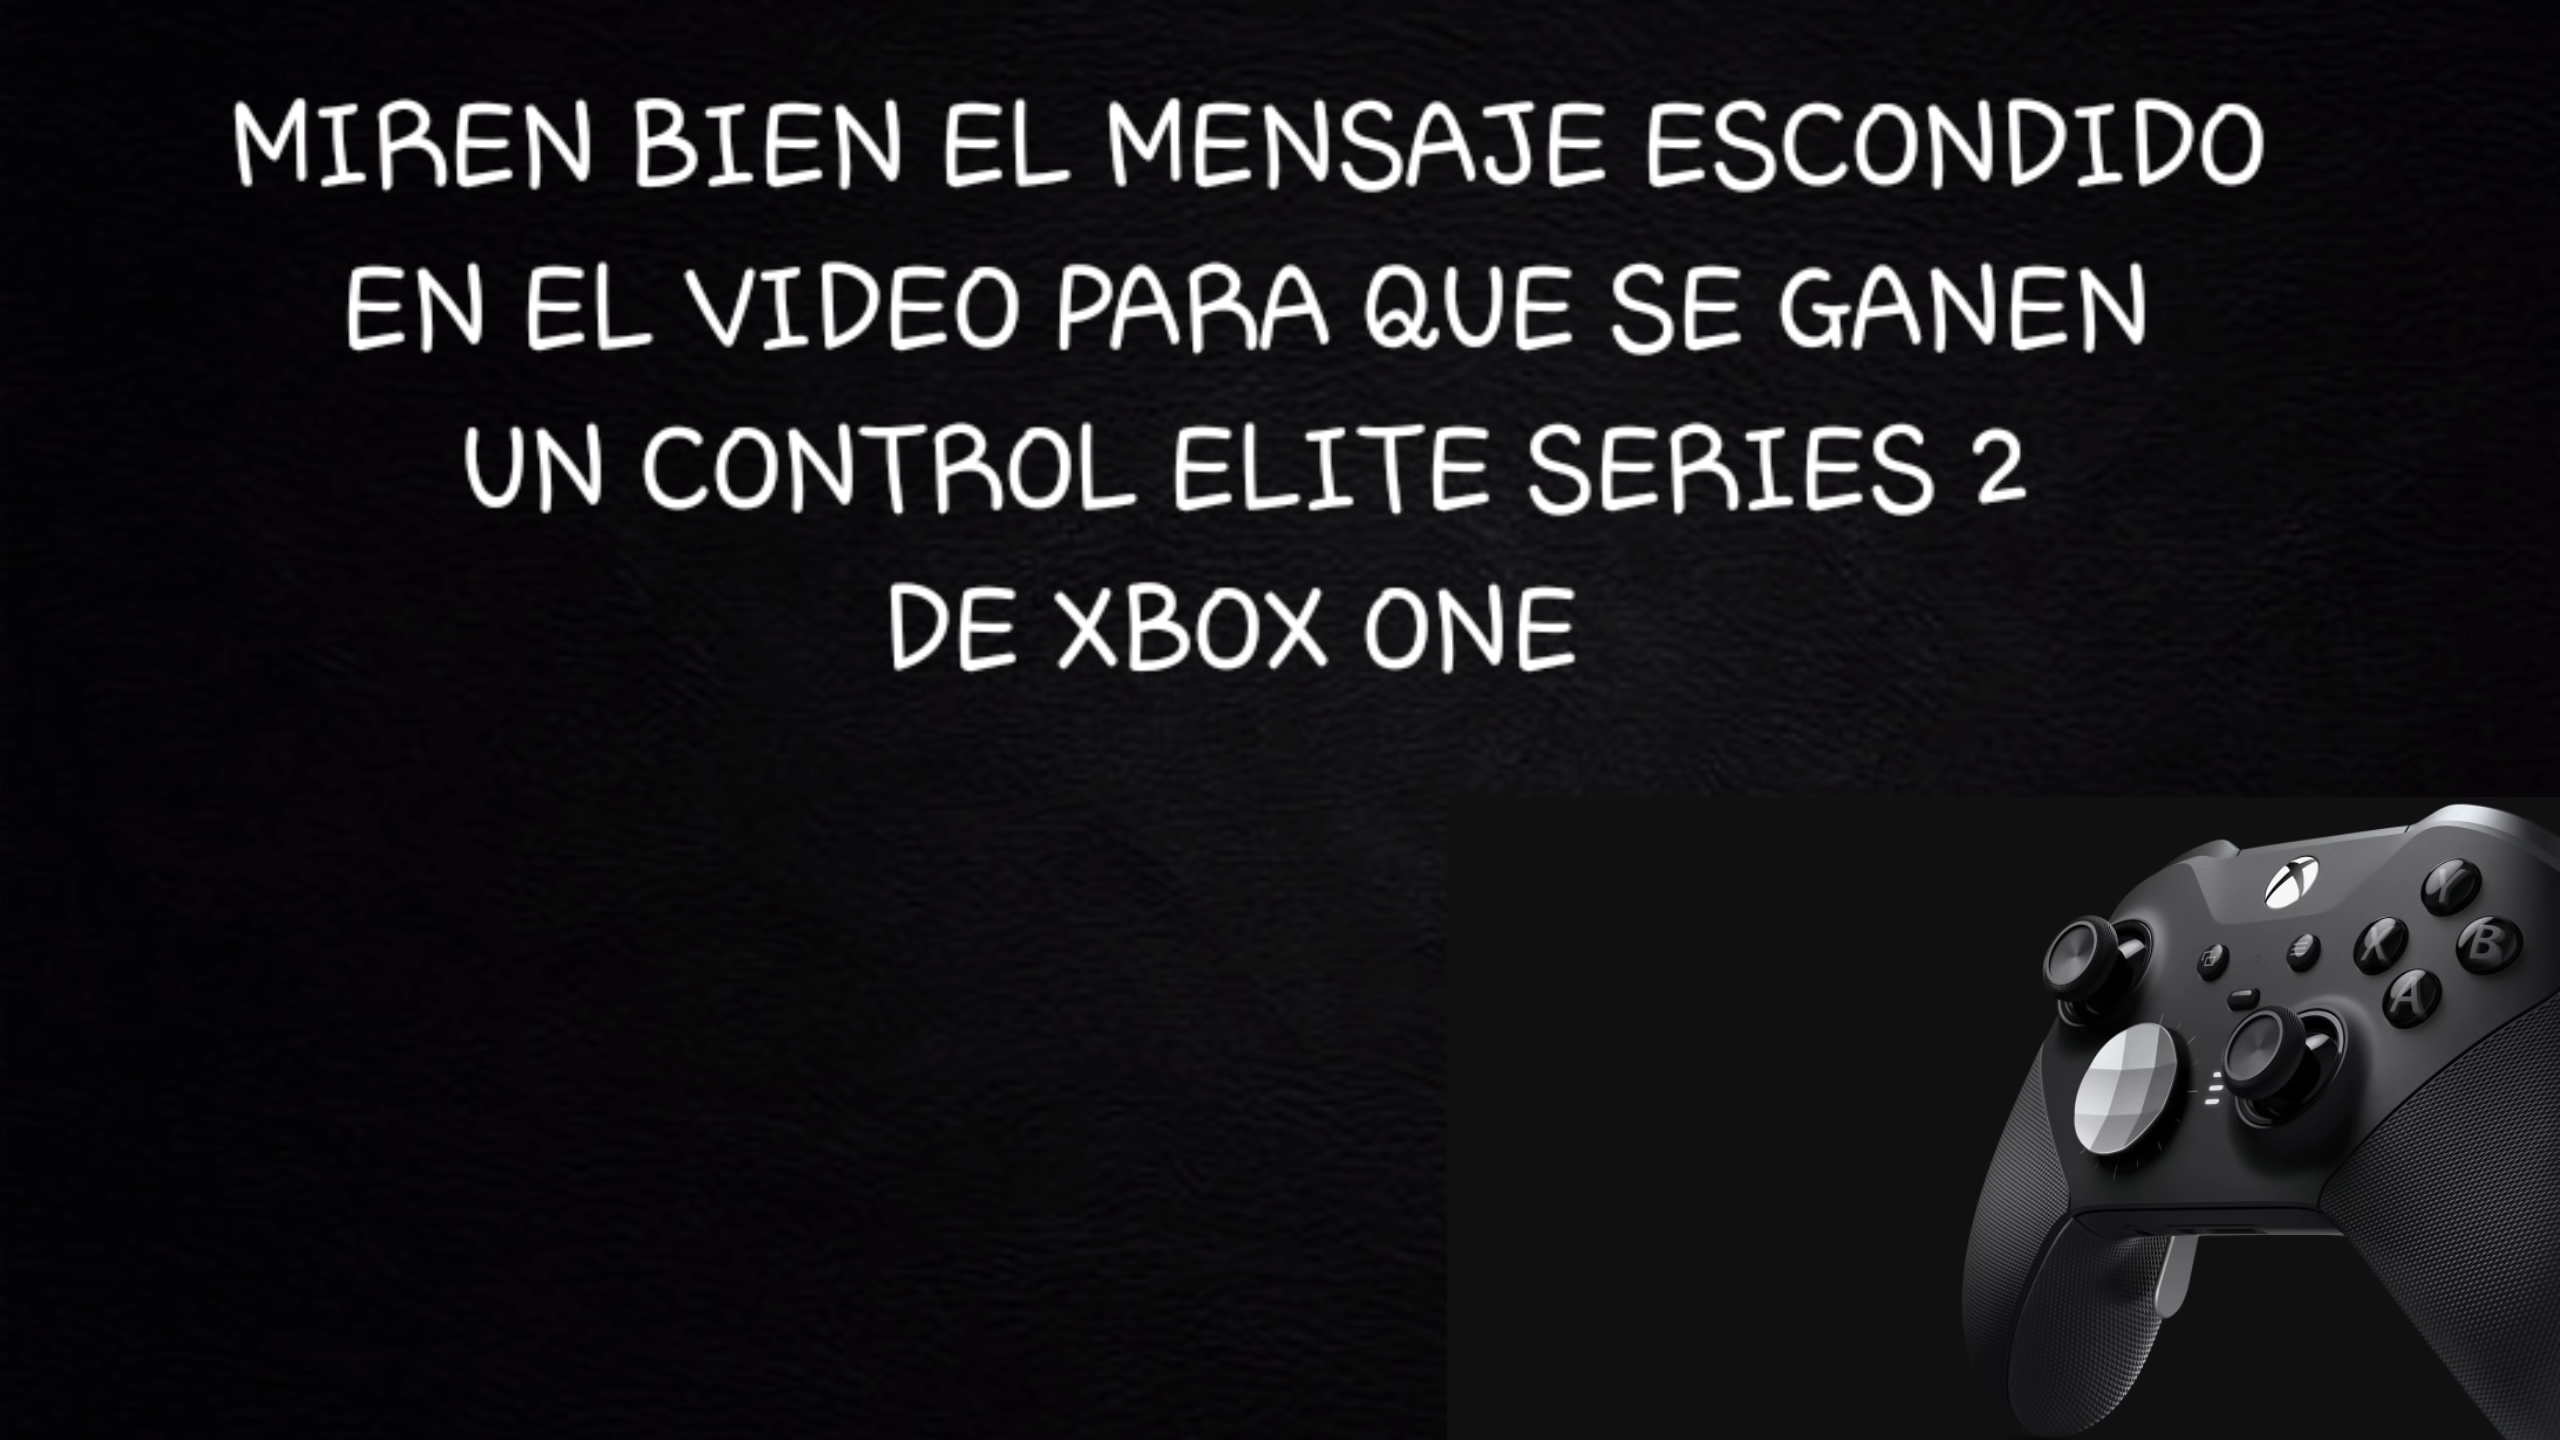 MIREN BIEN EL MENSAJE ESCONDIDO
EN EL VIDEO PARA QUE SE GANEN
UN CONTROL ELITE SERIES 2
DE XBOX ONE
Y
X
B
A